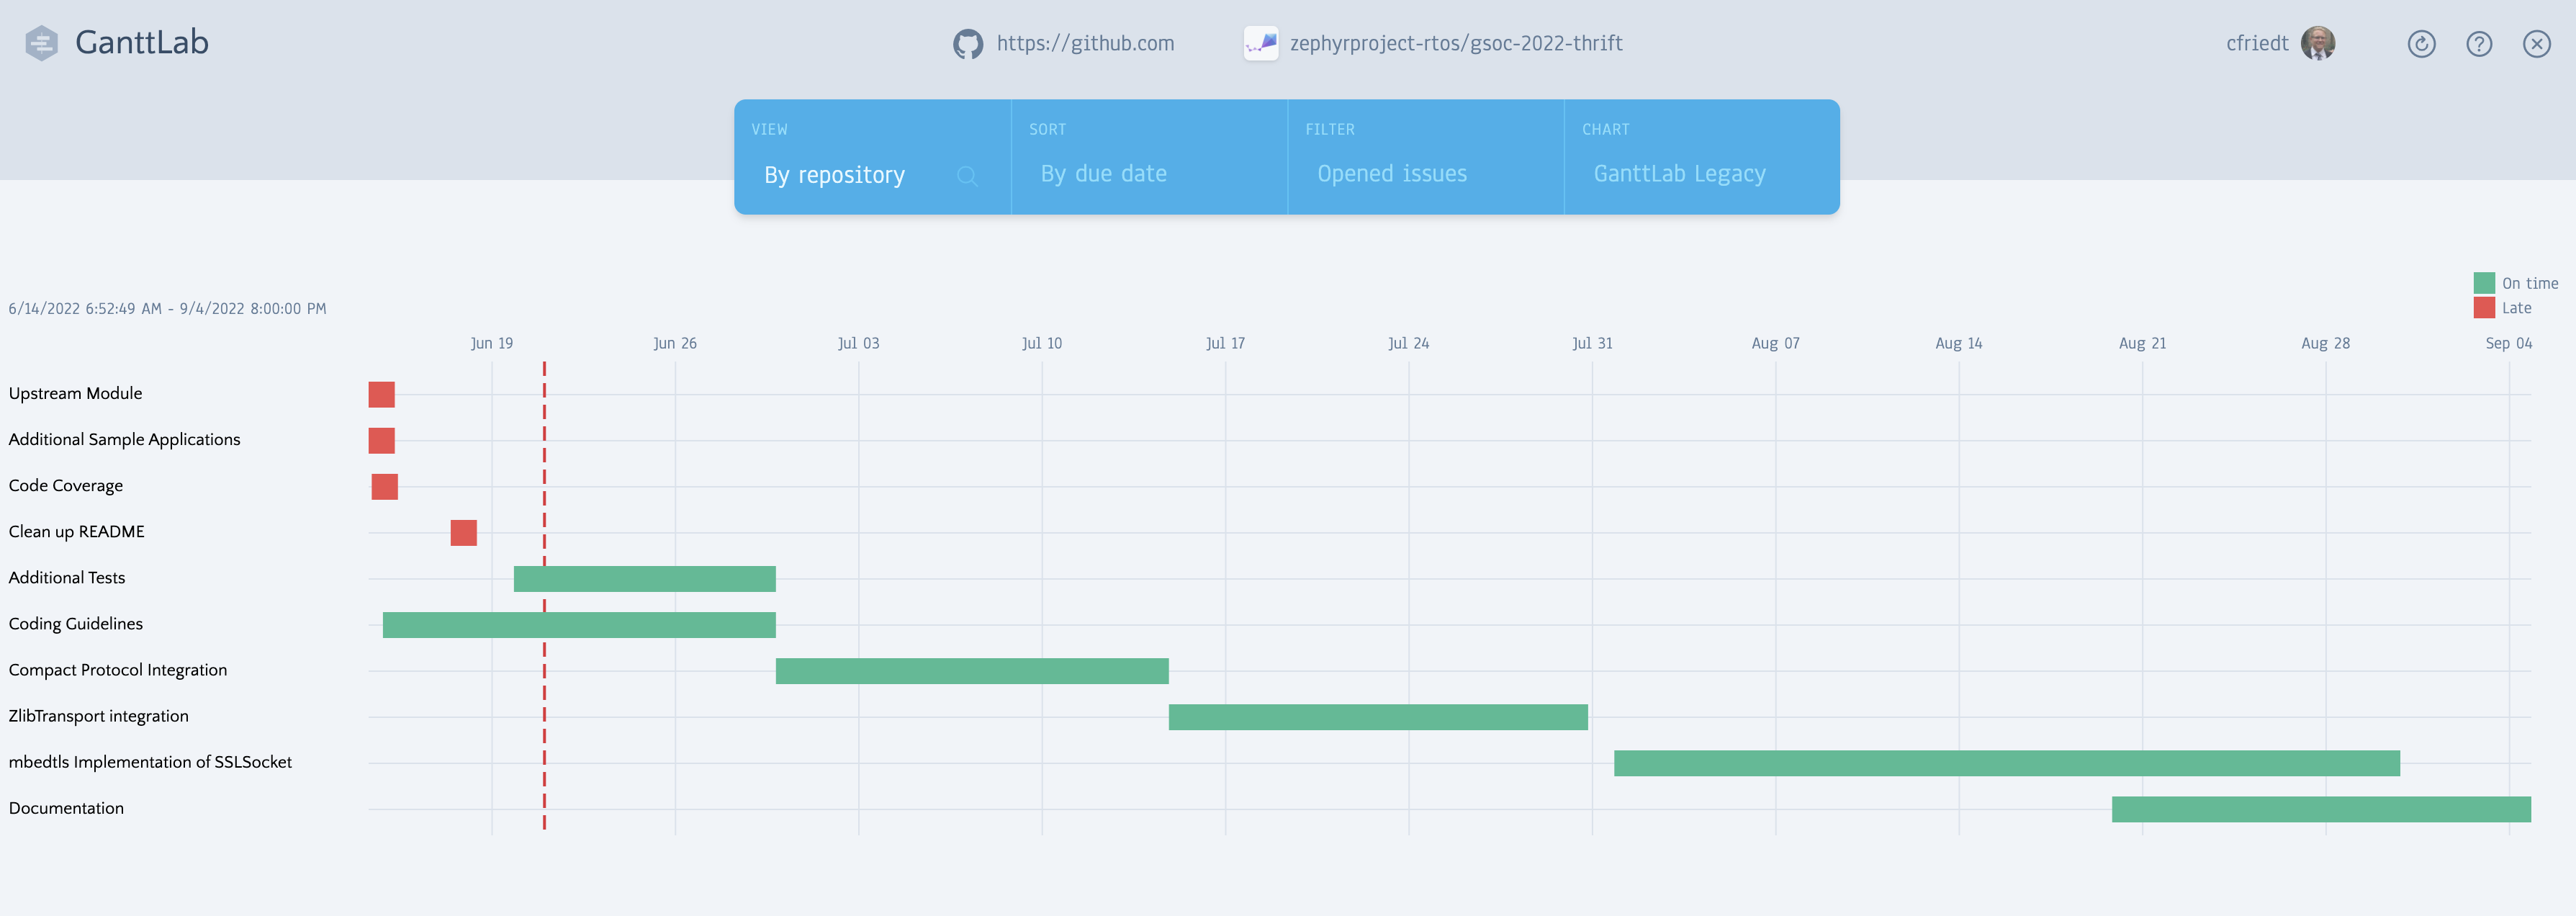 GanttLab
https://github.com
zephyrproject-rtos/gsoc-2022-thrift
cfriedt
VIEW
By repository
SORT
By due date
FILTER
Opened issues
CHART
GanttLab Legacy
On time
Late
6/14/2022 6:52:49 AM - 9/4/2022 8:00:00 PM
Jun 19 Jun 26 Jul 03 Jul 10 Jul 17 Jul 24 Jul 31 Aug 07 Aug 14 Aug 21 Aug 28 Sep 04
Upstream Module
Additional Sample Applications
Code Coverage
Clean up README
Additional Tests
Coding Guidelines
Compact Protocol Integration
ZlibTransport integration
mbedtls Implementation of SSLSocket
Documentation